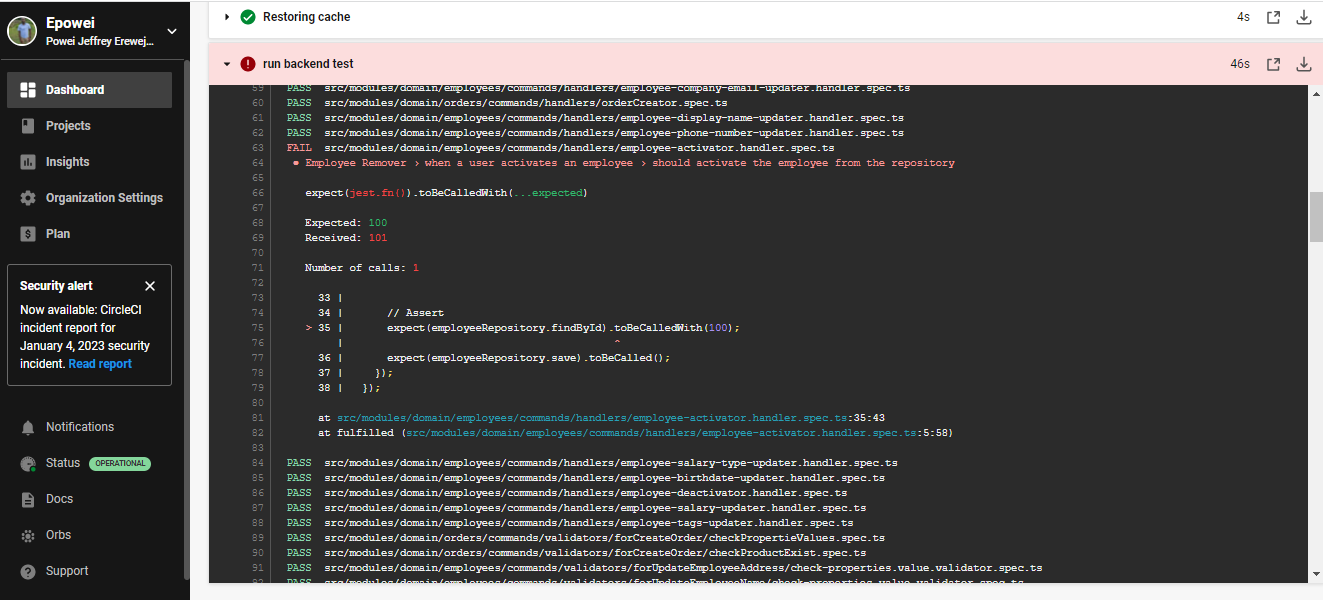 Epowei
Powei Jeffrey Erewej...
Dashboard
Projects
Insights
Organization Settings
Plan
Security alert
Now available: CircleCI
incident report for
January 4, 2023 security
incident. Read report
Notifications
Status OPERATIONAL
Docs
Orbs
Support
Restoring cache 4s
run backend test 46s
59 PASS src/modules/domain/employees/commands/handlers/employee-company-email-updater.handler.spec.ts
60 PASS src/modules/domain/orders/commands/handlers/orderCreator.spec.ts
61 PASS src/modules/domain/employees/commands/handlers/employee-display-name-updater.handler.spec.ts
62 PASS src/modules/domain/employees/commands/handlers/employee-phone-number-updater.handler.spec.ts
63 FAIL src/modules/domain/employees/commands/handlers/employee-activator.handler.spec.ts
64 ● Employee Remover › when a user activates an employee › should activate the employee from the repository
65
66 expect(jest.fn()).toBeCalledWith(...expected)
67
68 Expected: 100
69 Received: 101
70
71 Number of calls: 1
72
73 33 |
74 34 | // Assert
75 > 35 | expect(employeeRepository.findById).toBeCalledWith(100);
76 | ^
77 36 | expect(employeeRepository.save).toBeCalled();
78 37 | });
79 38 | });
80
81 at src/modules/domain/employees/commands/handlers/employee-activator.handler.spec.ts:35:43
82 at fulfilled (src/modules/domain/employees/commands/handlers/employee-activator.handler.spec.ts:5:58)
83
84 PASS src/modules/domain/employees/commands/handlers/employee-salary-type-updater.handler.spec.ts
85 PASS src/modules/domain/employees/commands/handlers/employee-birthdate-updater.handler.spec.ts
86 PASS src/modules/domain/employees/commands/handlers/employee-deactivator.handler.spec.ts
87 PASS src/modules/domain/employees/commands/handlers/employee-salary-updater.handler.spec.ts
88 PASS src/modules/domain/employees/commands/handlers/employee-tags-updater.handler.spec.ts
89 PASS src/modules/domain/orders/commands/validators/forCreateOrder/checkPropertieValues.spec.ts
90 PASS src/modules/domain/orders/commands/validators/forCreateOrder/checkProductExist.spec.ts
91 PASS src/modules/domain/employees/commands/validators/forUpdateEmployeeAddress/check-properties.value.validator.spec.ts
92 PASS src/modules/domain/employees/commands/validators/forUpdateEmployeeName/check-properties.value.validator.spec.ts